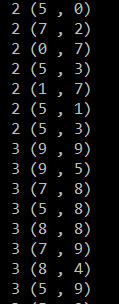 2 (5 , 0)
2 (7 , 2)
2 (0 , 7)
2 (5 , 3)
2 (1 , 7)
2 (5 , 1)
2 (5 , 3)
3 (9 , 9)
3 (9 , 5)
3 (7 , 8)
3 (5 , 8)
3 (8 , 8)
3 (7 , 9)
3 (8 , 4)
3 (5 , 9)